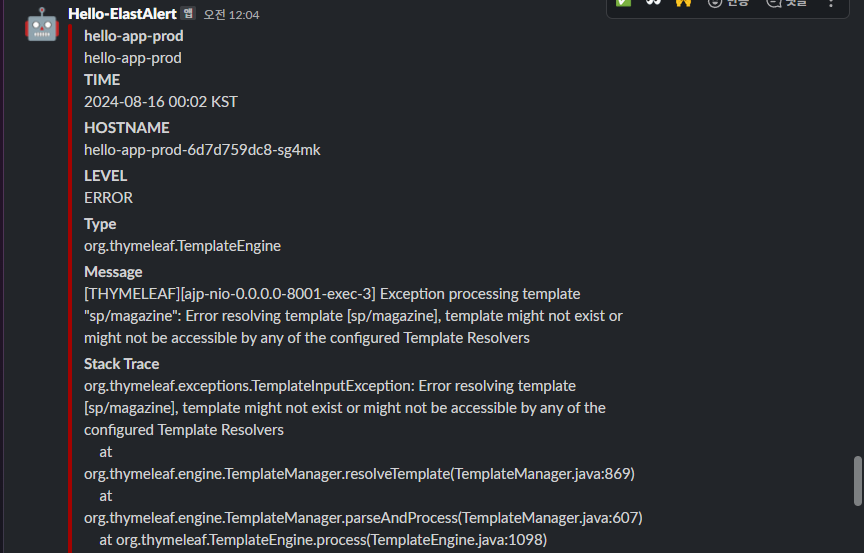 Hello-ElastAlert 앱 오전 12:04
반응 댓글
hello-app-prod
hello-app-prod
TIME
2024-08-16 00:02 KST
HOSTNAME
hello-app-prod-6d7d759dc8-sg4mk
LEVEL
ERROR
Type
org.thymeleaf.TemplateEngine
Message
[THYMELEAF][ajp-nio-0.0.0.0-8001-exec-3] Exception processing template
"sp/magazine": Error resolving template [sp/magazine], template might not exist or
might not be accessible by any of the configured Template Resolvers
Stack Trace
org.thymeleaf.exceptions.TemplateInputException: Error resolving template
[sp/magazine], template might not exist or might not be accessible by any of the
configured Template Resolvers
at
org.thymeleaf.engine.TemplateManager.resolveTemplate(TemplateManager.java:869)
at
org.thymeleaf.engine.TemplateManager.parseAndProcess(TemplateManager.java:607)
at org.thymeleaf.TemplateEngine.process(TemplateEngine.java:1098)